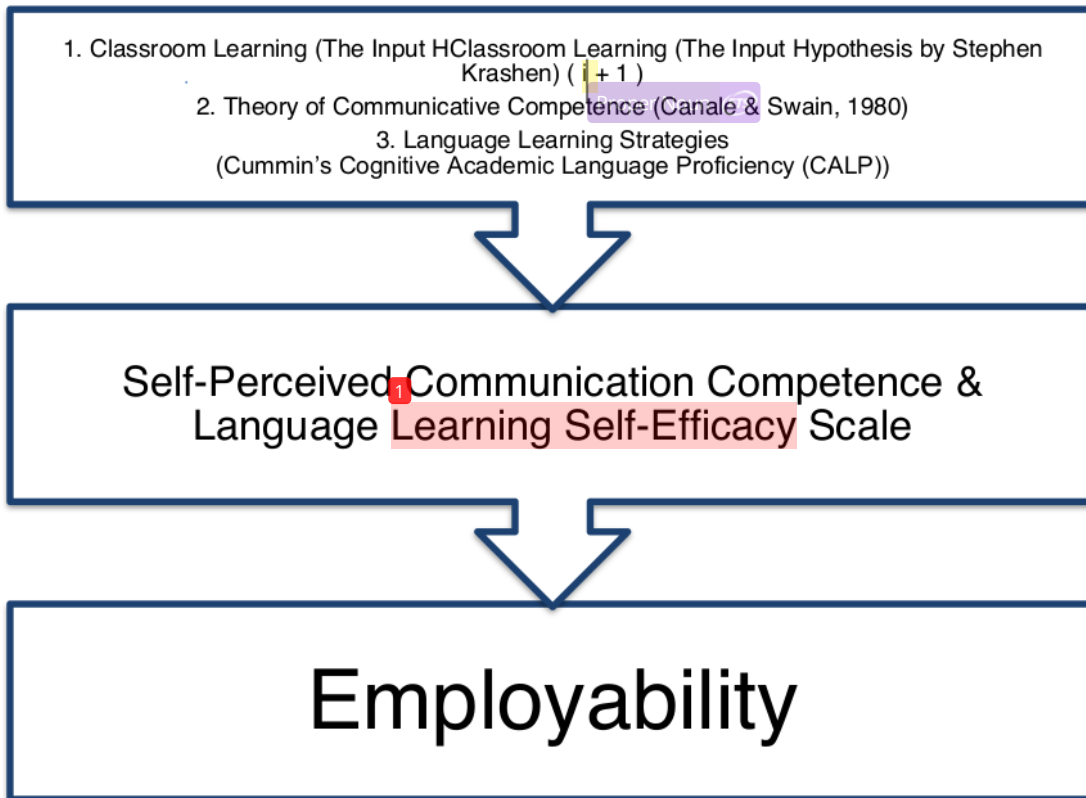 1. Classroom Learning (The Input HClassroom Learning (The Input Hypothesis by Stephen
Krashen) ( i + 1 )
2. Theory of Communicative Competence (Canale & Swain, 1980)
3. Language Learning Strategies
(Cummin’s Cognitive Academic Language Proficiency (CALP))
Self-Perceived Communication Competence &
1
Language Learning Self-Efficacy Scale
Employability